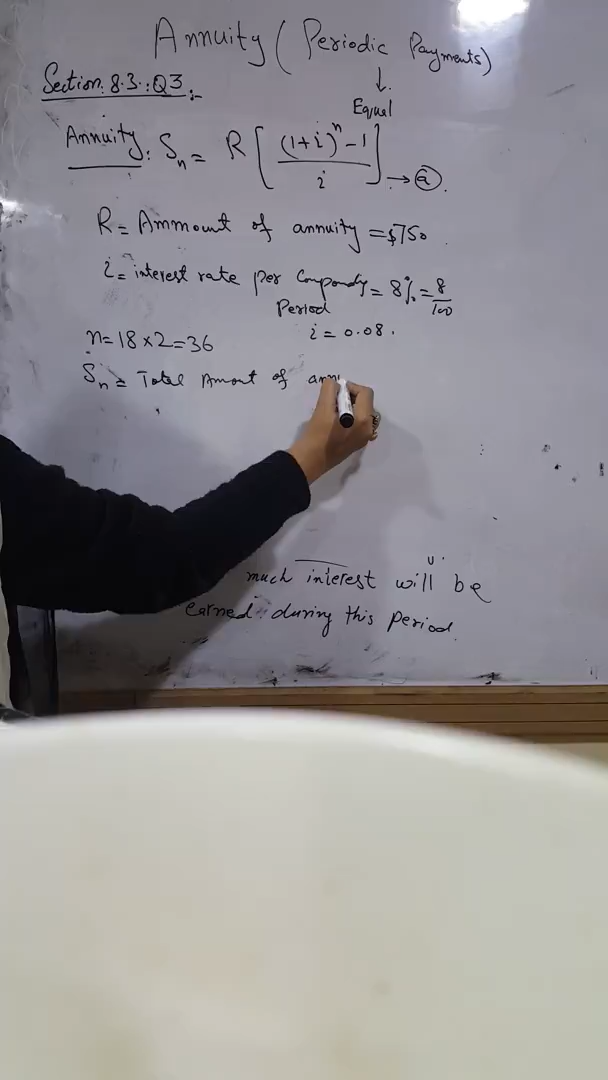 Annuity (Periodic Payments)
Section: 8.3 : Q3 :-
↓
Equal
Annuity : Sn = R [ (1+i)^n - 1 / i ] → (a)
R = Ammount of annuity = $750
i = interest rate per
Period
= 8% = 8/100
i = 0.08.
n = 18 × 2 = 36
Sn = Total Amout of ann
much interest will be
earned during this period.